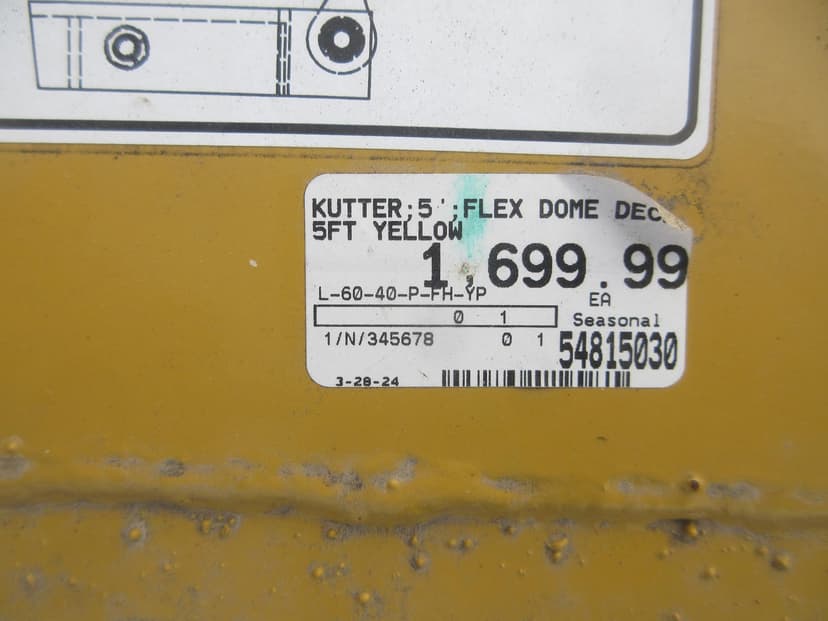 KUTTER;5';FLEX DOME DEC
5FT YELLOW
1,699.99
L-60-40-P-FH-YP
EA
0 1
Seasonal
1/N/345678 0 1
54815030
3-28-24